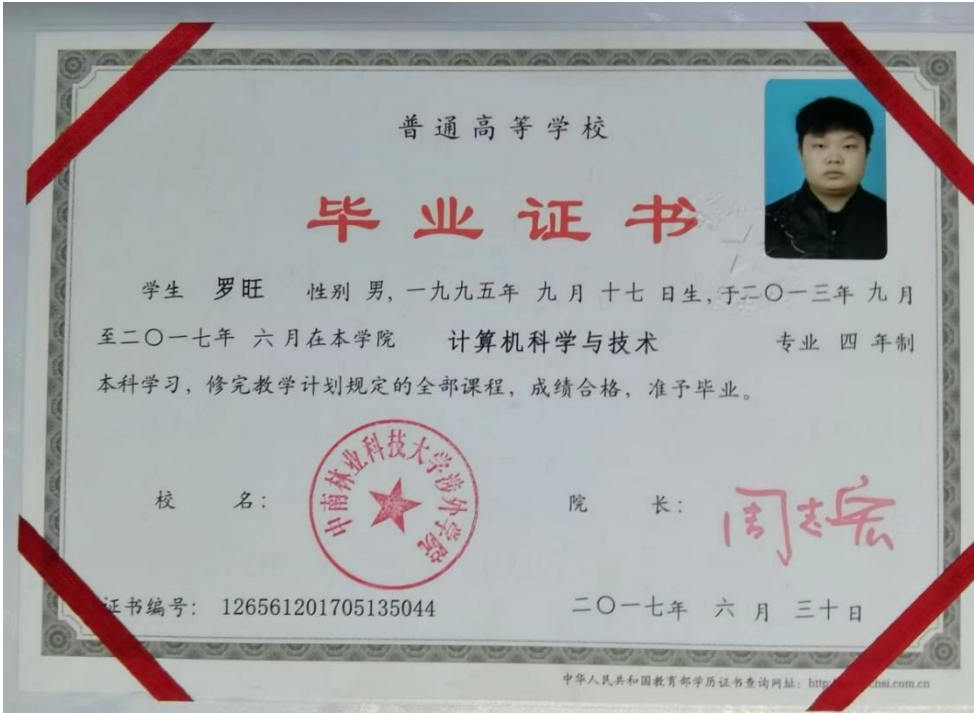 普通高等学校
毕业证书
学生 罗旺 性别 男，一九九五年 九 月 十七 日生，于二〇一三年 九 月
至二〇一七年 六 月在本学院 计算机科学与技术 专业 四 年制
本科学习，修完教学计划规定的全部课程，成绩合格，准予毕业。
中南林业科技大学涉外学院
校 名： 院 长： 周志宏
证书编号： 126561201705135044 二〇一七年 六 月 三十 日
中华人民共和国教育部学历证书查询网址： http chsi.com.cn